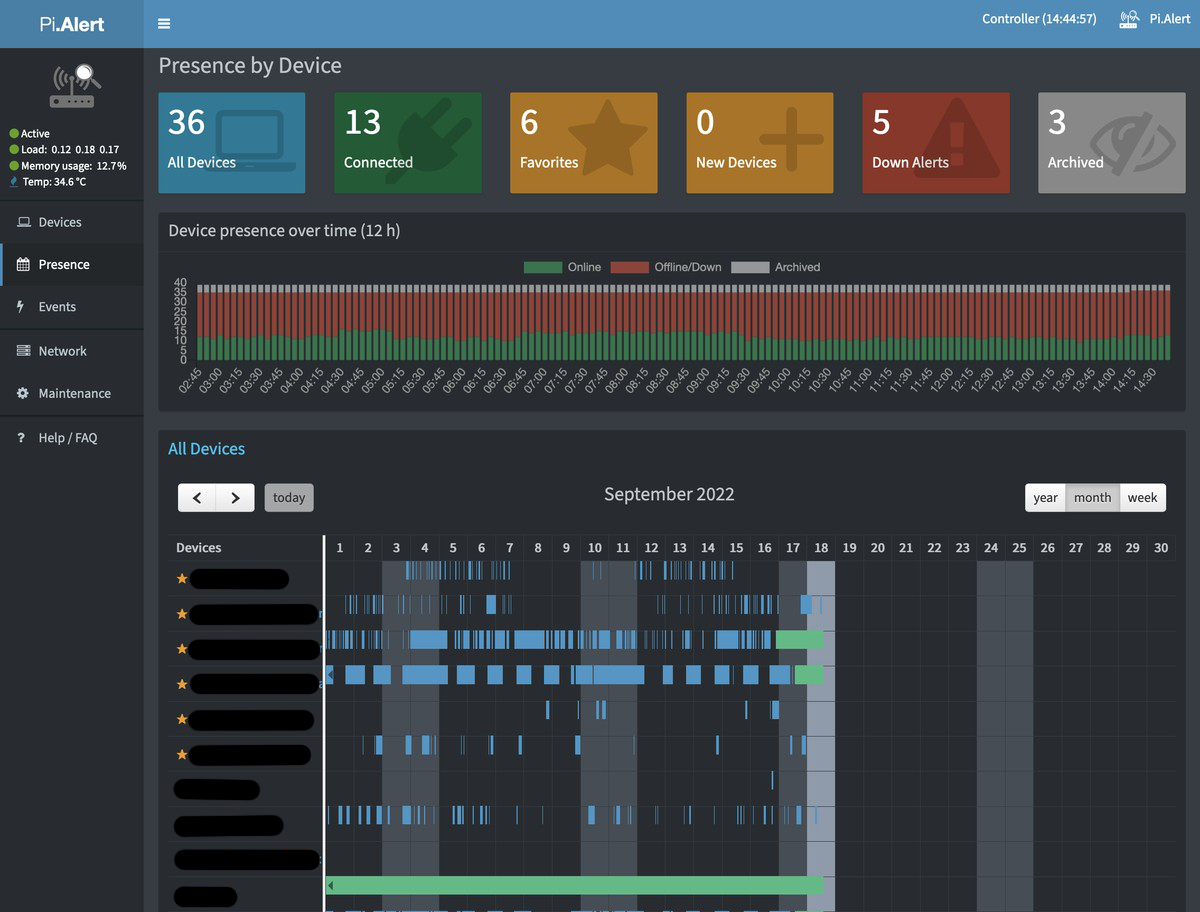 Pi.Alert
Controller (14:44:57) Pi.Alert
Active
Load: 0.12 0.18 0.17
Memory usage: 12.7%
Temp: 34.6°C
Devices
Presence
Events
Network
Maintenance
? Help / FAQ
Presence by Device
36
All Devices
13
Connected
6
Favorites
0
New Devices
5
Down Alerts
3
Archived
Device presence over time (12 h)
Online Offline/Down Archived
40
35
30
25
20
15
10
5
0
02:45 03:00 03:15 03:30 03:45 04:00 04:15 04:30 04:45 05:00 05:15 05:30 05:45 06:00 06:15 06:30 06:45 07:00 07:15 07:30 07:45 08:00 08:15 08:30 08:45 09:00 09:15 09:30 09:45 10:00 10:15 10:30 10:45 11:00 11:15 11:30 11:45 12:00 12:15 12:30 12:45 13:00 13:15 13:30 13:45 14:00 14:15 14:30
All Devices
today September 2022 year month week
Devices 1 2 3 4 5 6 7 8 9 10 11 12 13 14 15 16 17 18 19 20 21 22 23 24 25 26 27 28 29 30